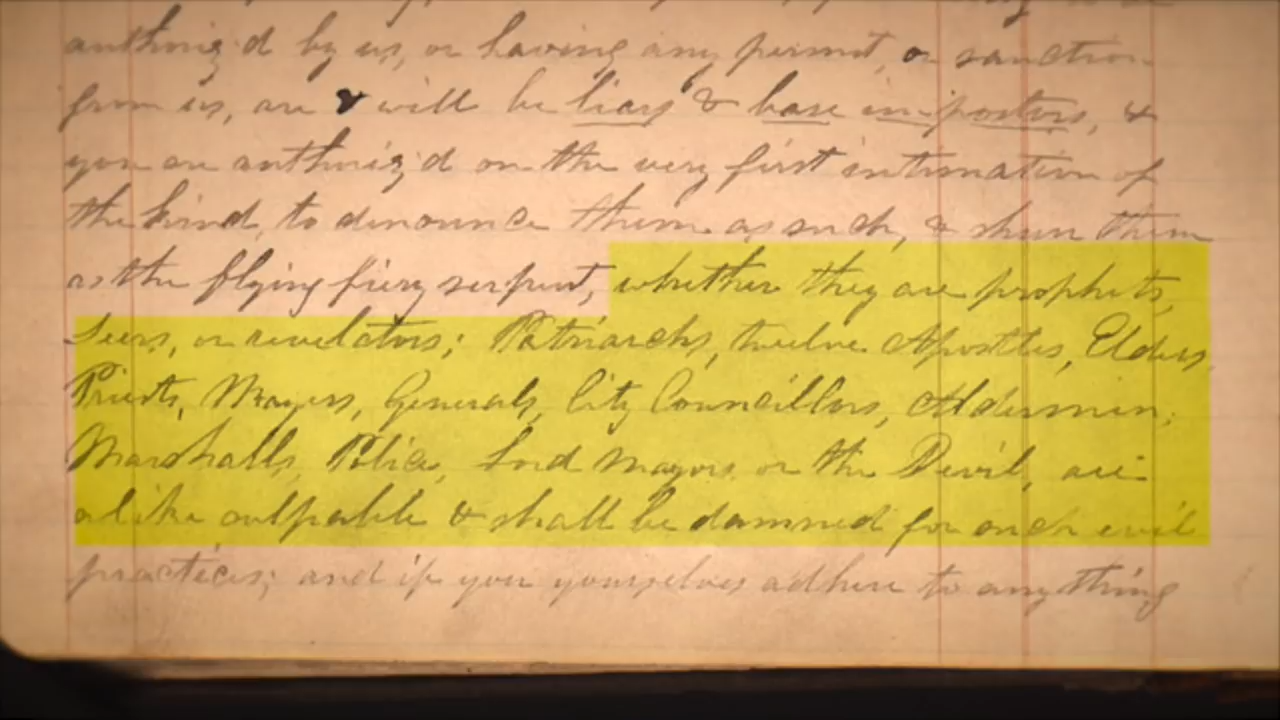 authoriz'd by us, or having any permit, or sanction
from us, are & will be liars & base impostors, &
you are authoriz'd on the very first intimation of
the kind, to denounce them as such, & shun them
as the flying fiery serpent, whether they are prophets,
Seers, or revelators; Patriarchs, twelve Apostles, Elders,
Priests, Mayors, Generals, City Councillors, Aldermen,
Marshalls, Police, Lord Mayors or the Devil, are
alike culpable & shall be damned for such evil
practices; and if you yourselves adhere to anything